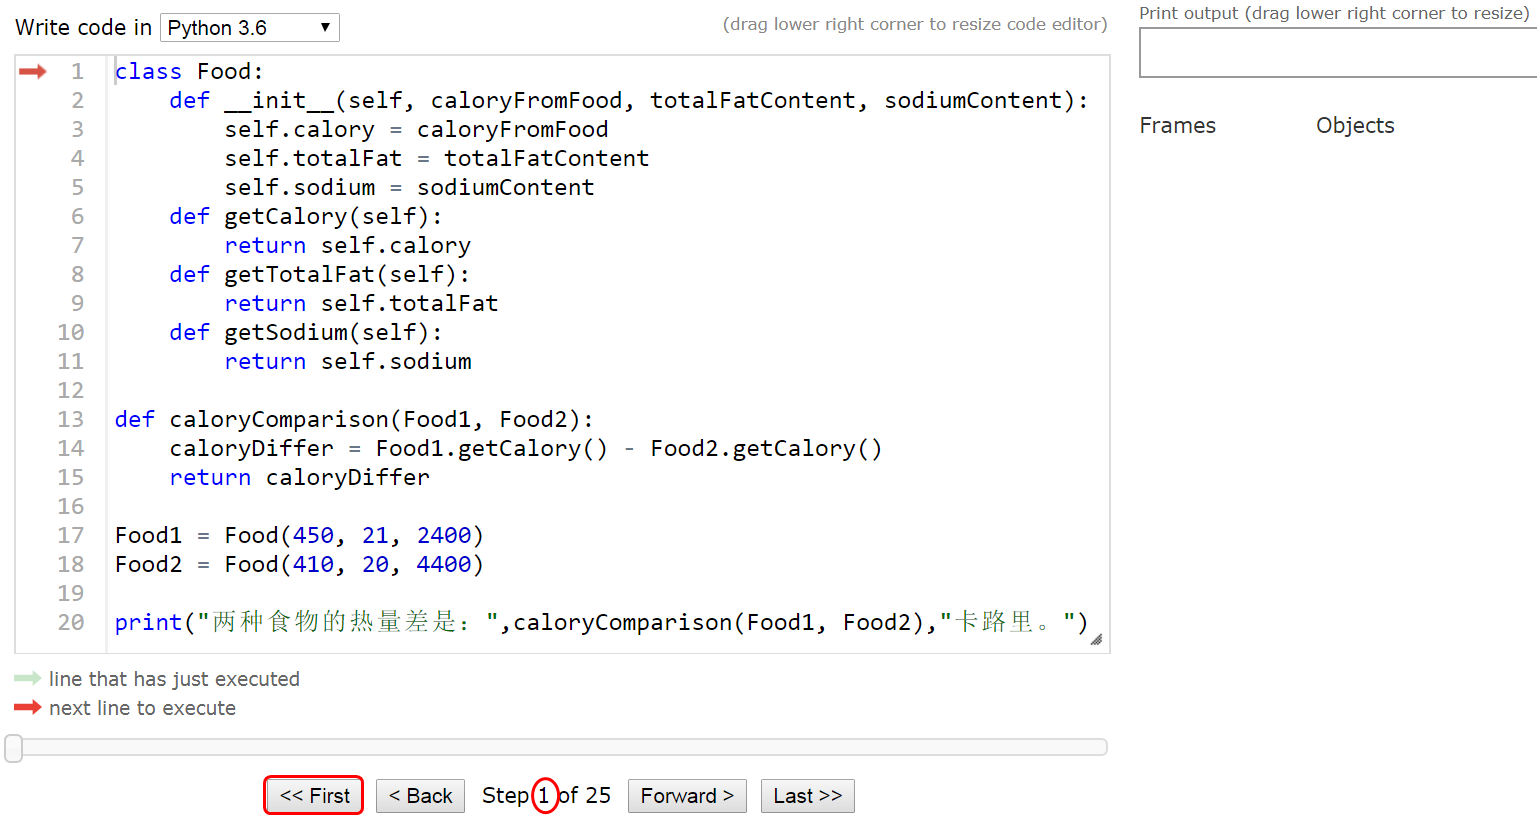 Write code in Python 3.6
(drag lower right corner to resize code editor)
1 class Food:
2     def __init__(self, caloryFromFood, totalFatContent, sodiumContent):
3         self.calory = caloryFromFood
4         self.totalFat = totalFatContent
5         self.sodium = sodiumContent
6     def getCalory(self):
7         return self.calory
8     def getTotalFat(self):
9         return self.totalFat
10     def getSodium(self):
11         return self.sodium
12
13 def caloryComparison(Food1, Food2):
14     caloryDiffer = Food1.getCalory() - Food2.getCalory()
15     return caloryDiffer
16
17 Food1 = Food(450, 21, 2400)
18 Food2 = Food(410, 20, 4400)
19
20 print("两种食物的热量差是：",caloryComparison(Food1, Food2),"卡路里。")
line that has just executed
next line to execute
<< First < Back Step 1 of 25 Forward > Last >>
Print output (drag lower right corner to resize)
Frames Objects